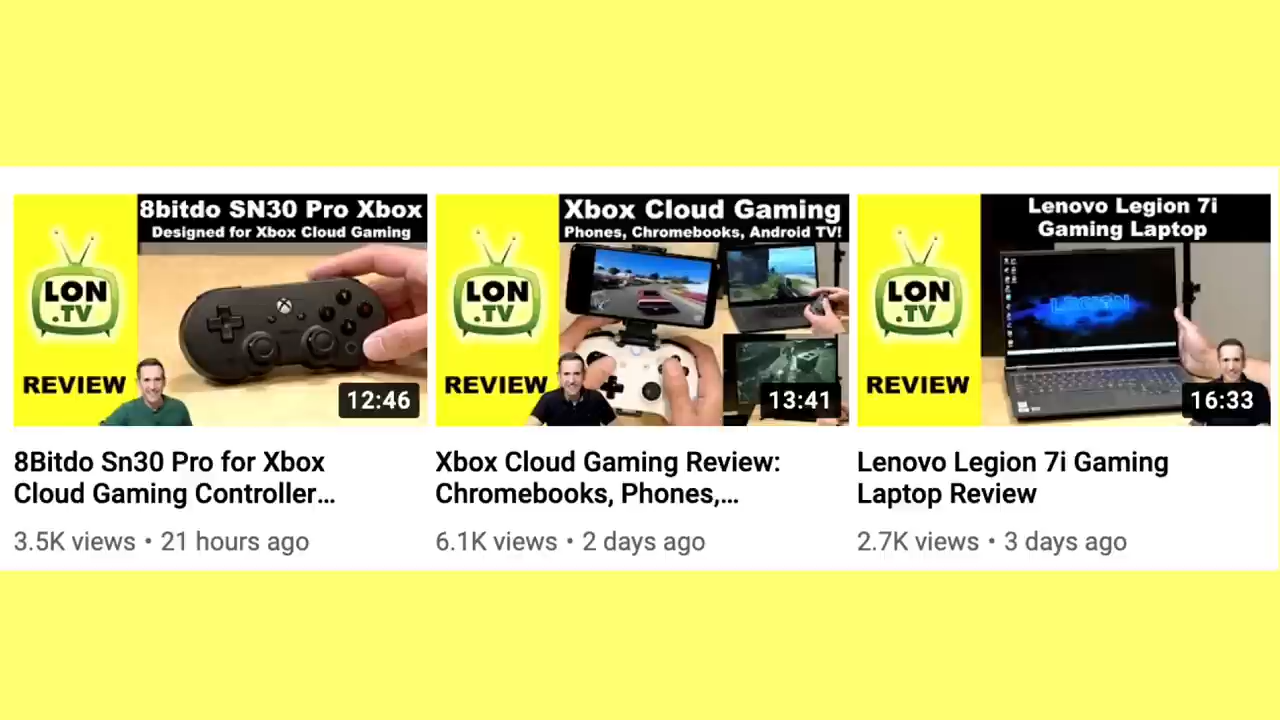 8bitdo SN30 Pro Xbox
Designed for Xbox Cloud Gaming
LON
.TV
REVIEW
12:46
8Bitdo Sn30 Pro for Xbox
Cloud Gaming Controller…
3.5K views • 21 hours ago
Xbox Cloud Gaming
Phones, Chromebooks, Android TV!
LON
.TV
REVIEW
13:41
Xbox Cloud Gaming Review:
Chromebooks, Phones,…
6.1K views • 2 days ago
Lenovo Legion 7i
Gaming Laptop
LON
.TV
LEGION
REVIEW
16:33
Lenovo Legion 7i Gaming
Laptop Review
2.7K views • 3 days ago